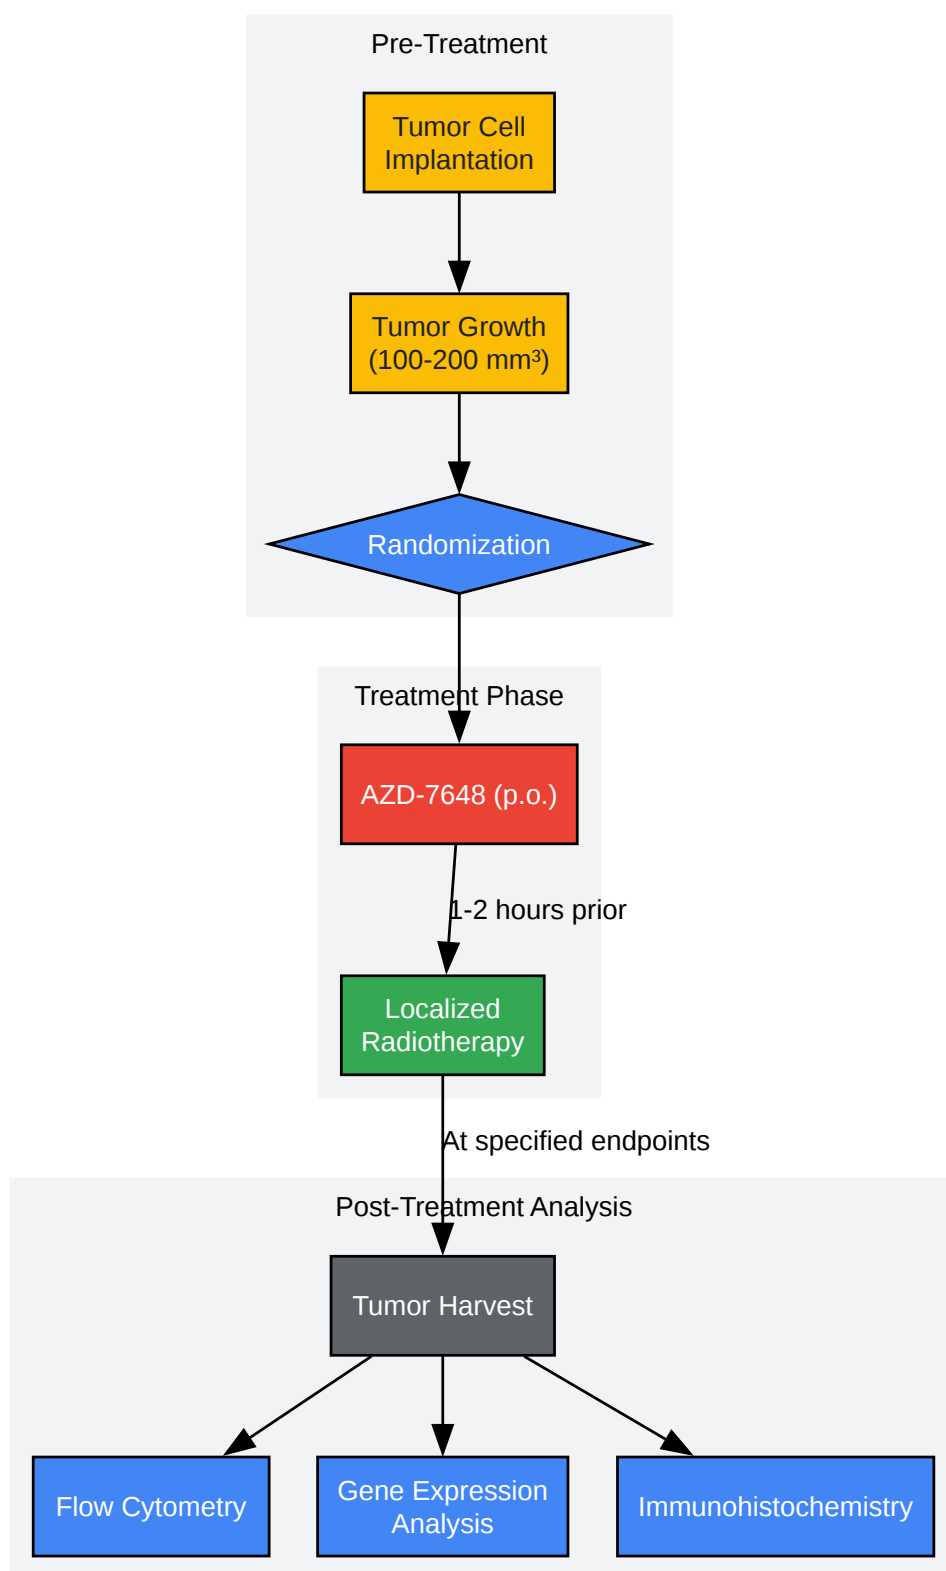 Pre-Treatment
Tumor Cell
Implantation
Tumor Growth
(100-200 mm³)
Randomization
Treatment Phase
AZD-7648 (p.o.)
1-2 hours prior
Localized
Radiotherapy
At specified endpoints
Post-Treatment Analysis
Tumor Harvest
Flow Cytometry
Gene Expression
Analysis
Immunohistochemistry